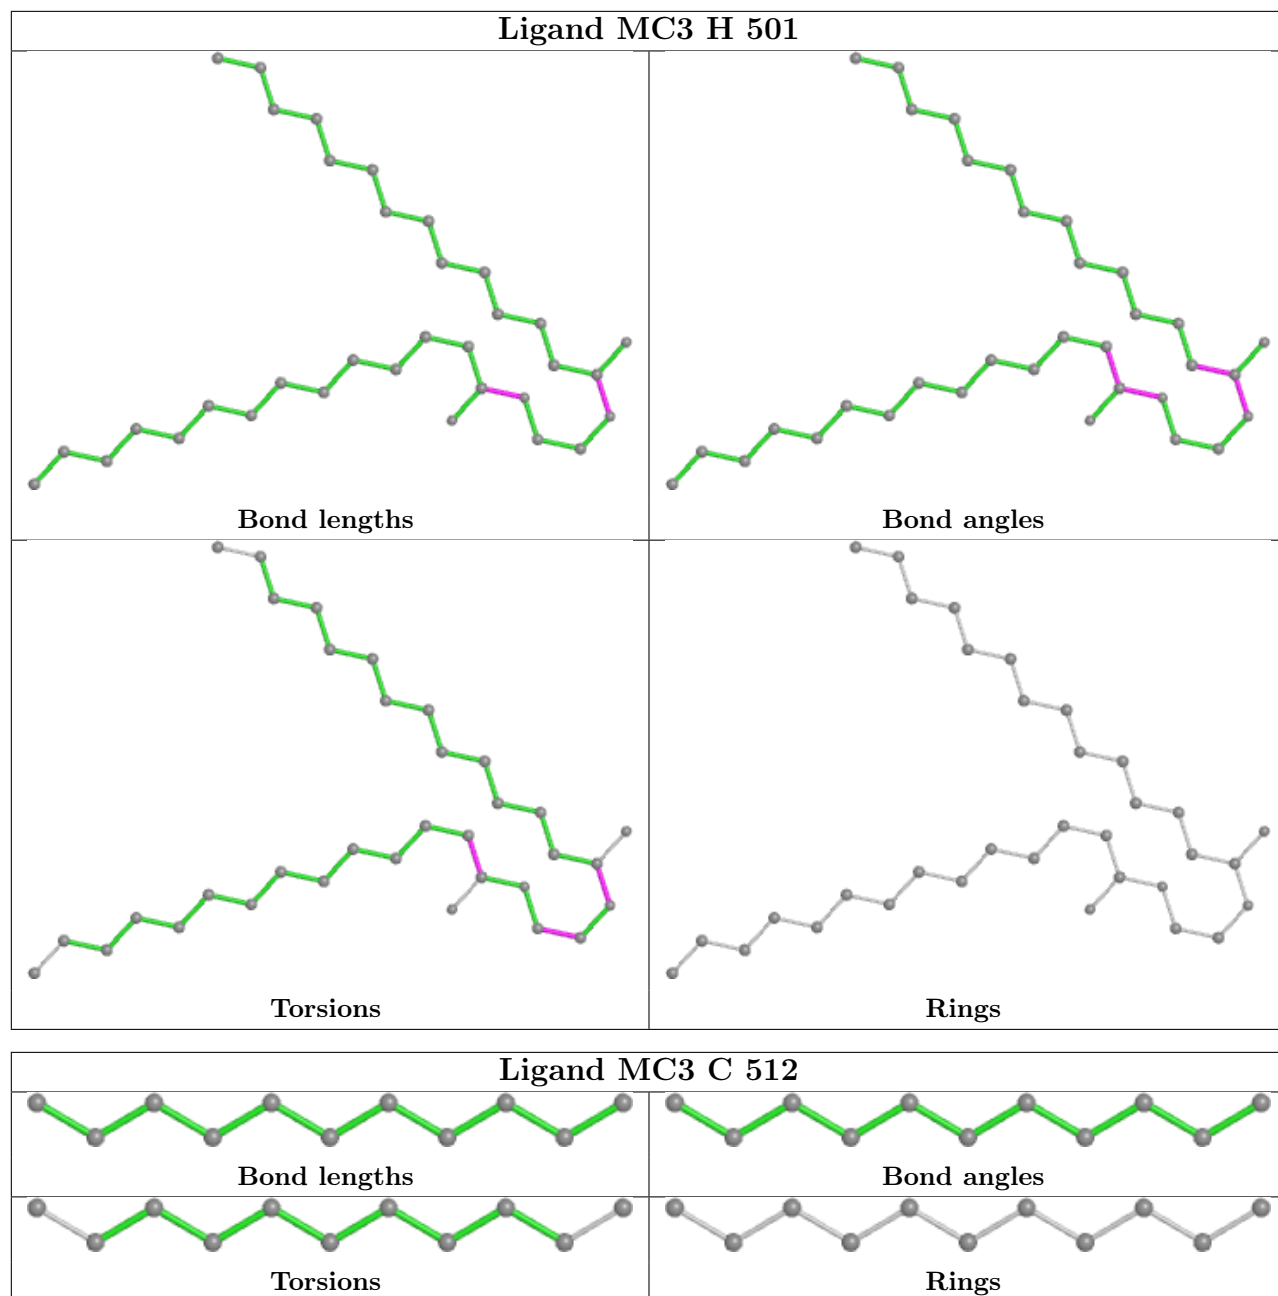 Ligand MC3 H 501
Bond lengths
Bond angles
Torsions
Rings
Ligand MC3 C 512
Bond lengths
Bond angles
Torsions
Rings